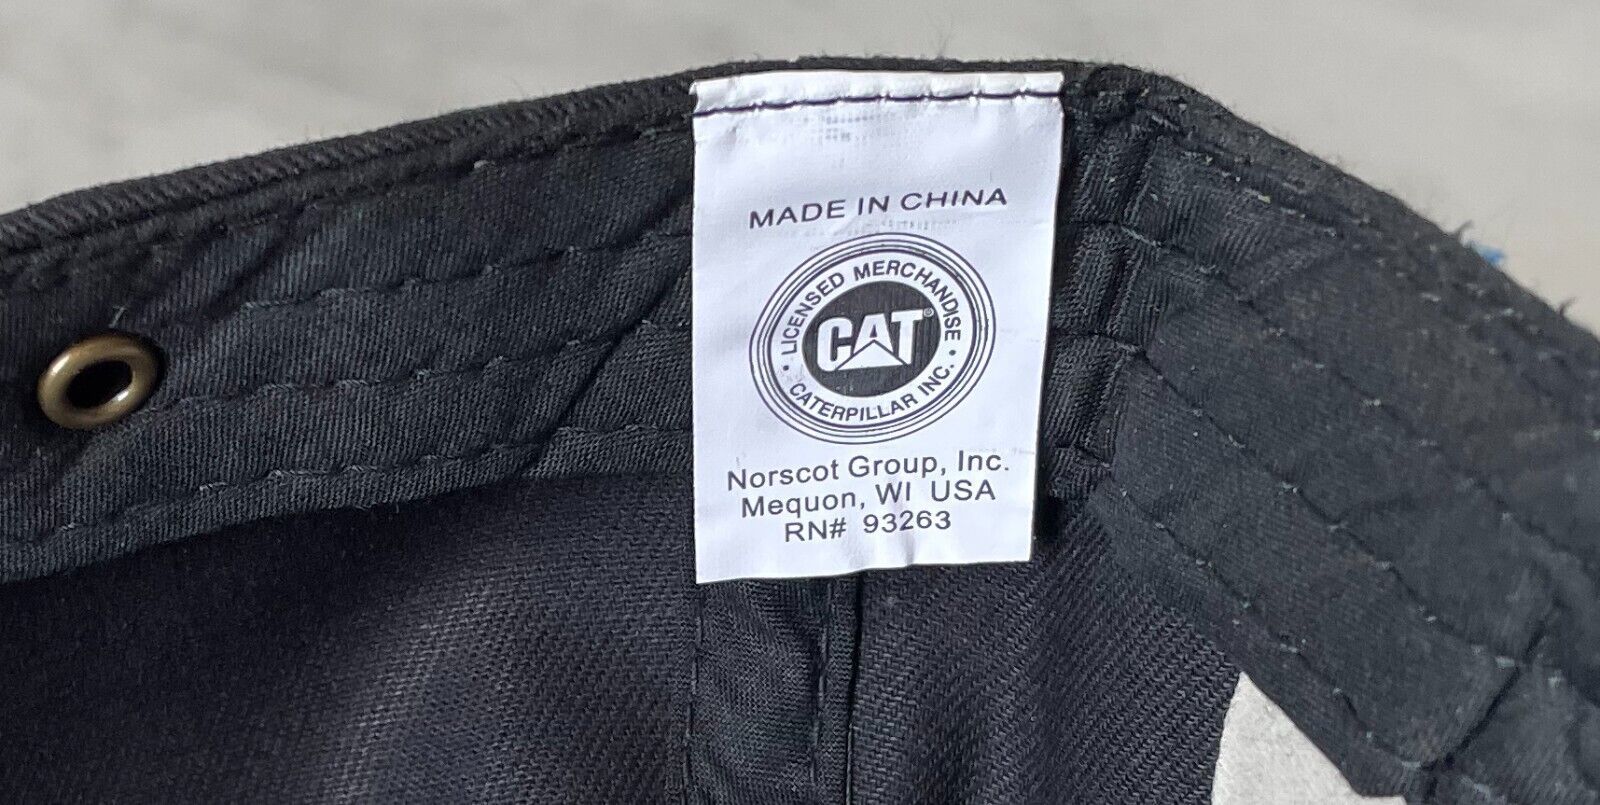 MADE IN CHINA
• LICENSED MERCHANDISE •
CAT®
CATERPILLAR INC.
Norscot Group, Inc.
Mequon, WI USA
RN# 93263